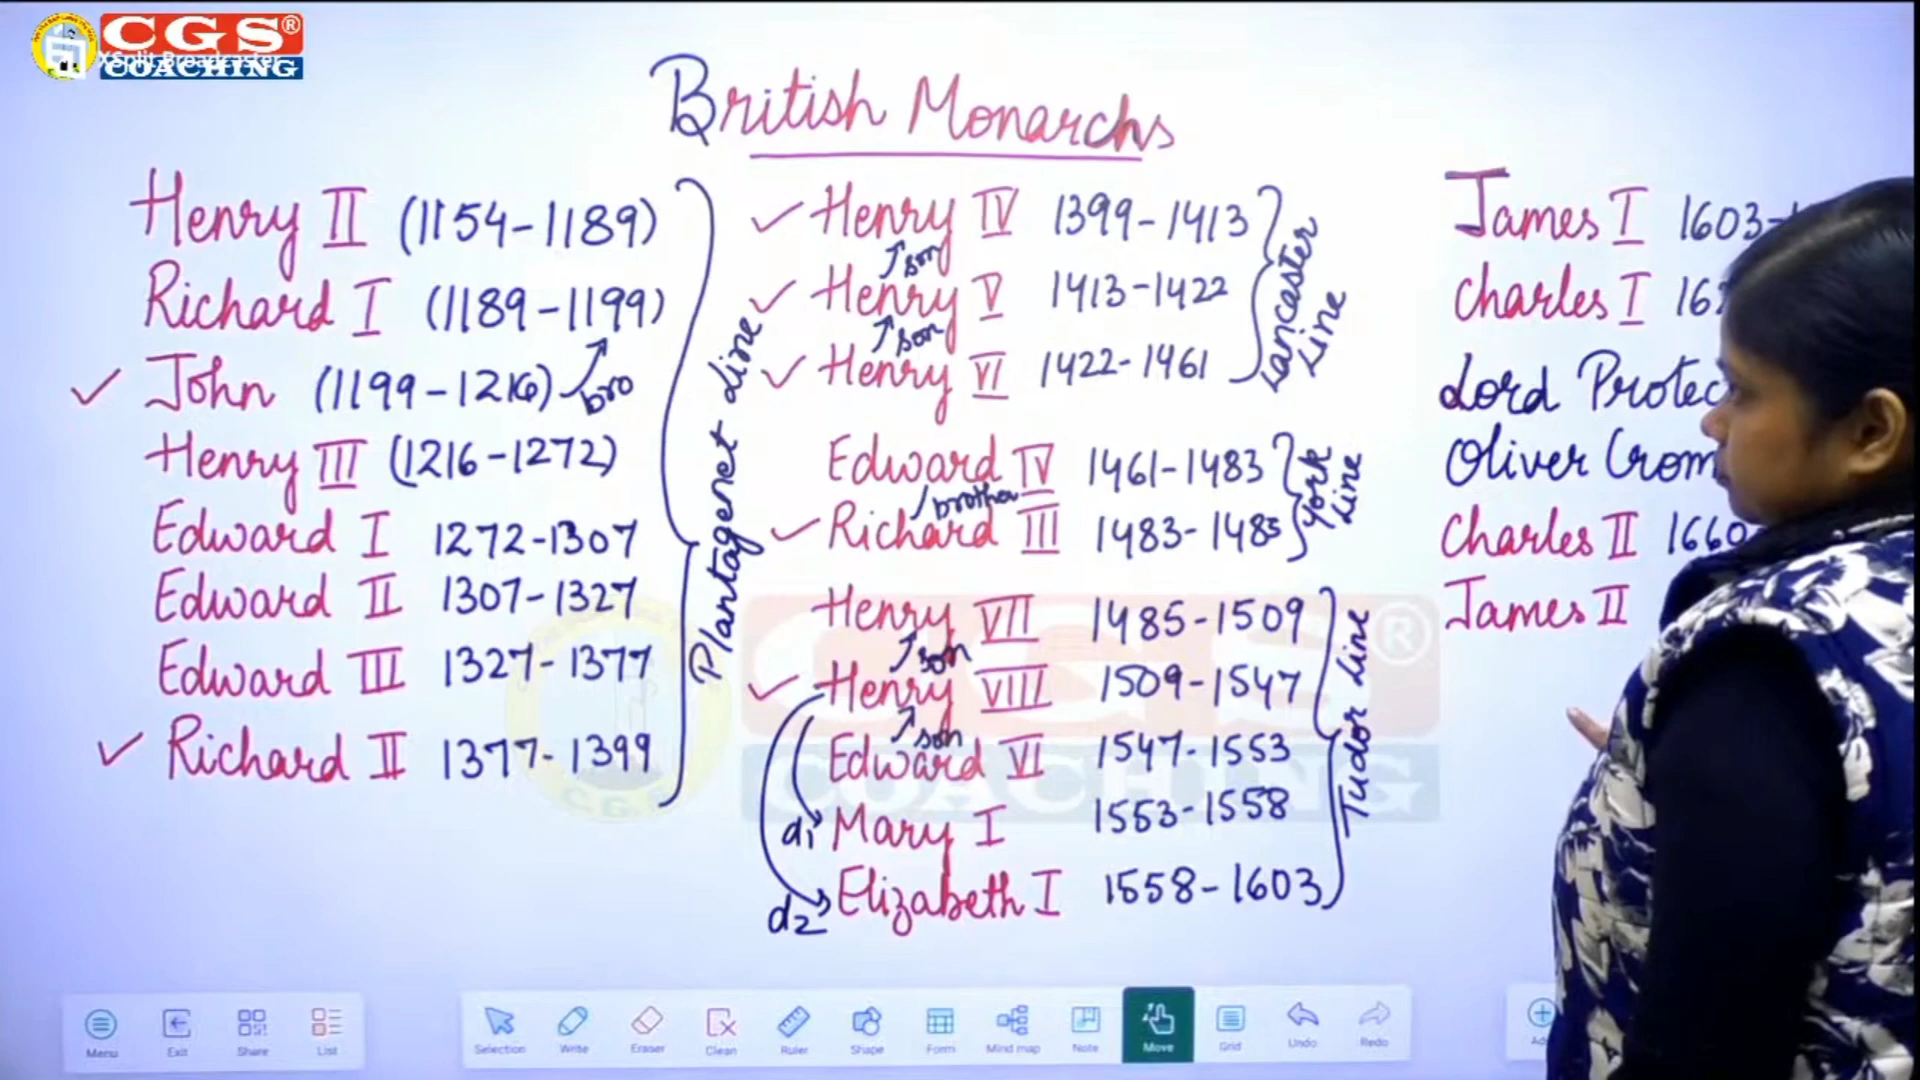 CGS®
COACHING
XSplit Broadcaster
British Monarchs
Henry II (1154-1189)
Richard I (1189-1199)
✓ John (1199-1216) bro
Henry III (1216-1272)
Edward I 1272-1307
Edward II 1307-1327
Edward III 1327-1377
✓ Richard II 1377-1399
Plantagenet Line
✓ Henry IV 1399-1413
son
✓ Henry V 1413-1422
son
✓ Henry VI 1422-1461
Lancaster
Line
Edward IV 1461-1483
brother
✓ Richard III 1483-1485
York
Line
Henry VII 1485-1509
son
✓ Henry VIII 1509-1547
son
Edward VI 1547-1553
d1 Mary I 1553-1558
d2 Elizabeth I 1558-1603
Tudor Line
James I 1603-
Charles I 16
Lord Protec
Oliver Crom
Charles II 1660
James II
CGS®
COACHING
C.G.S
Menu
Exit
Share
List
Selection
Write
Eraser
Clean
Ruler
Shape
Form
Mind map
Note
Move
Grid
Undo
Redo